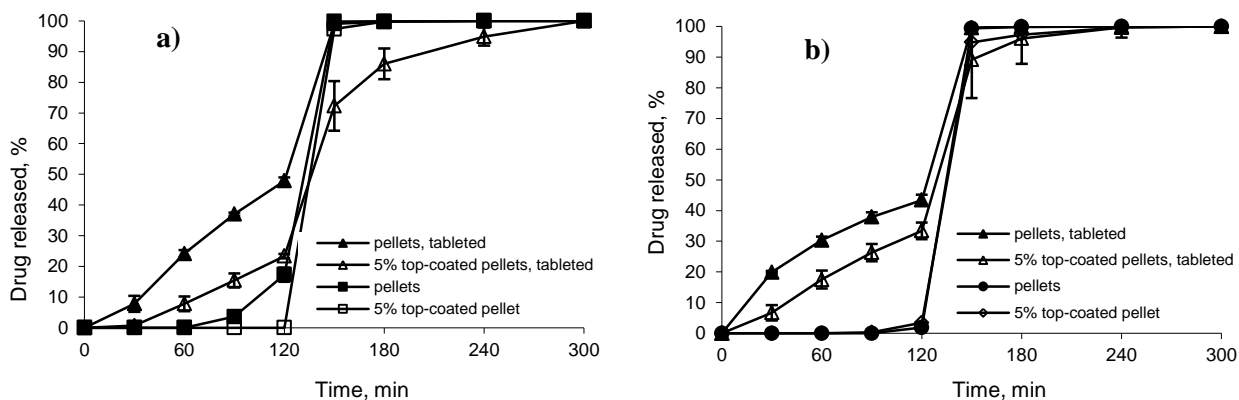 a)
100
90
80
70
60
50
40
30
20
10
0
Drug released, %
pellets, tableted
5% top-coated pellets, tableted
pellets
5% top-coated pellet
0 60 120 180 240 300
Time, min
b)
100
90
80
70
60
50
40
30
20
10
0
Drug released, %
pellets, tableted
5% top-coated pellets, tableted
pellets
5% top-coated pellet
0 60 120 180 240 300
Time, min